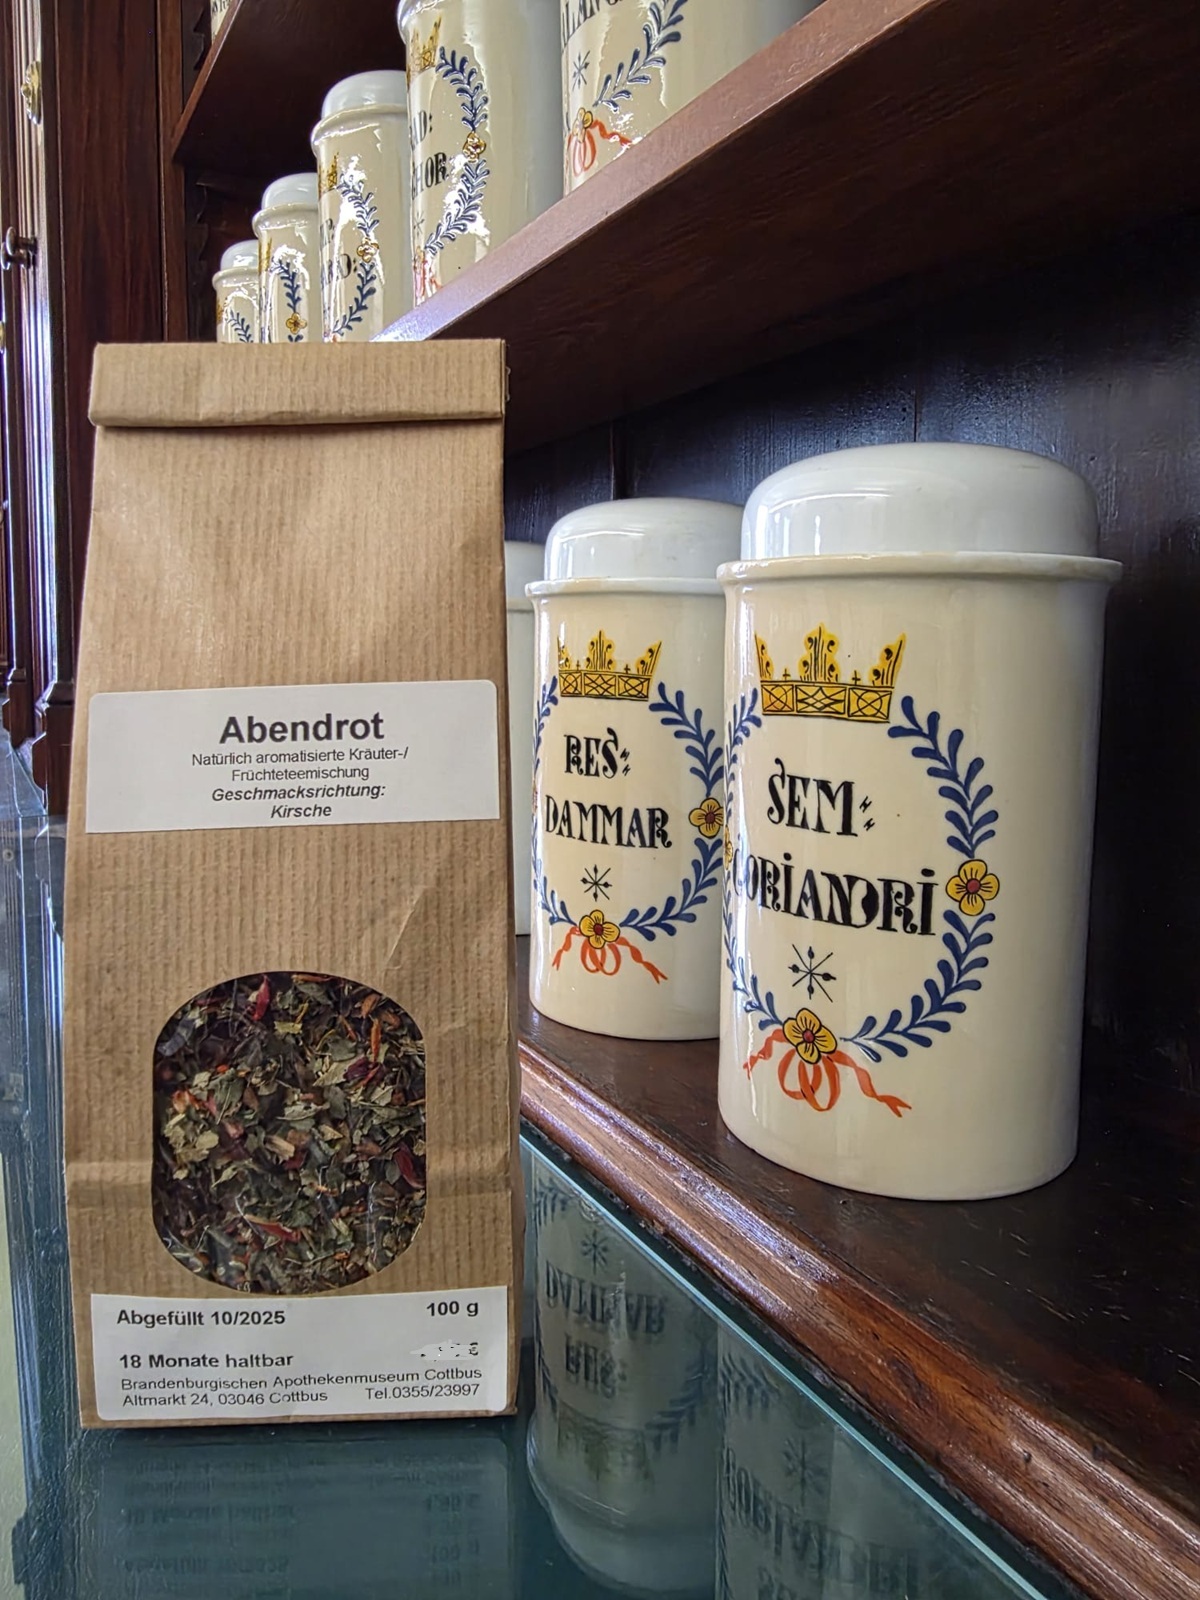 Abendrot
Natürlich aromatisierte Kräuter-/
Früchteteemischung
Geschmacksrichtung:
Kirsche
Abgefüllt 10/2025 100 g
18 Monate haltbar €
Brandenburgischen Apothekenmuseum Cottbus
Altmarkt 24, 03046 Cottbus Tel.0355/23997
RES:
DAMMAR
SEM:
CORIANDRI